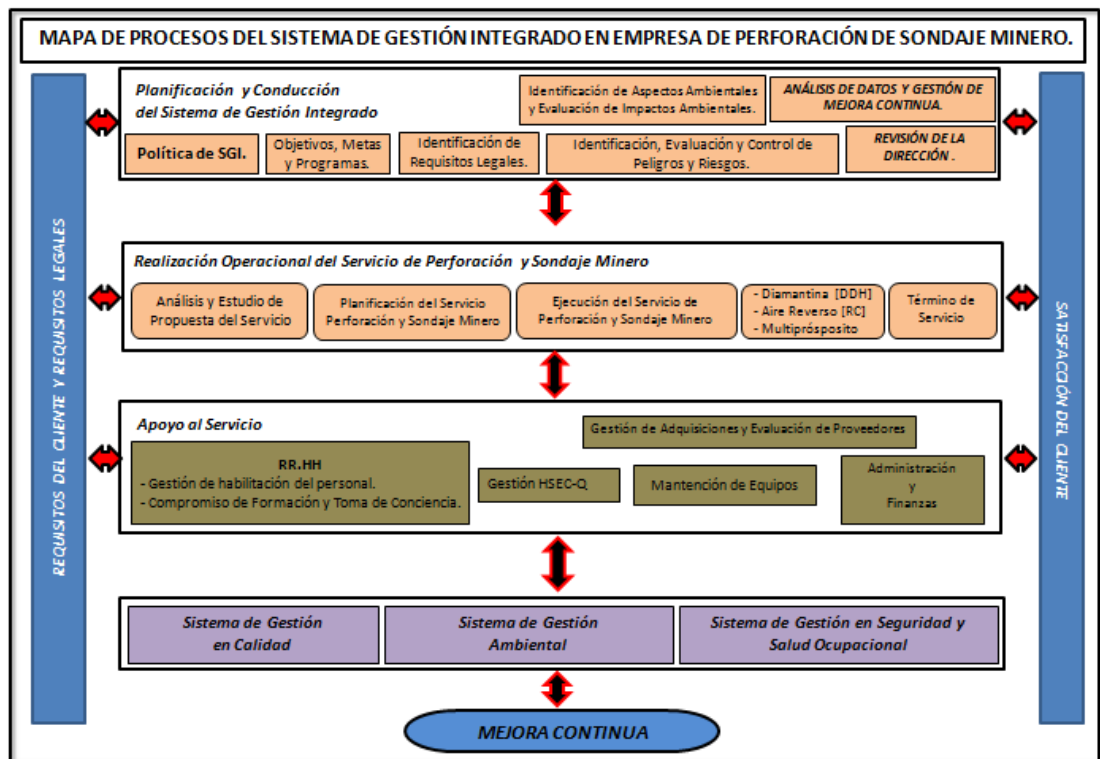 MAPA DE PROCESOS DEL SISTEMA DE GESTIÓN INTEGRADO EN EMPRESA DE PERFORACIÓN DE SONDAJE MINERO.
REQUISITOS DEL CLIENTE Y REQUISITOS LEGALES
Planificación y Conducción
del Sistema de Gestión Integrado
Identificación de Aspectos Ambientales
y Evaluación de Impactos Ambientales.
ANÁLISIS DE DATOS Y GESTIÓN DE
MEJORA CONTINUA.
Política de SGI.
Objetivos, Metas
y Programas.
Identificación de
Requisitos Legales.
Identificación, Evaluación y Control de
Peligros y Riesgos.
REVISIÓN DE LA
DIRECCIÓN .
Realización Operacional del Servicio de Perforación y Sondaje Minero
Análisis y Estudio de
Propuesta del Servicio
Planificación del Servicio
Perforación y Sondaje Minero
Ejecución del Servicio de
Perforación y Sondaje Minero
- Diamantina [DDH]
- Aire Reverso [RC]
- Multiprósposito
Término de
Servicio
Apoyo al Servicio
Gestión de Adquisiciones y Evaluación de Proveedores
RR.HH
- Gestión de habilitación del personal.
- Compromiso de Formación y Toma de Conciencia.
Gestión HSEC-Q
Mantención de Equipos
Administración
y
Finanzas
Sistema de Gestión
en Calidad
Sistema de Gestión
Ambiental
Sistema de Gestión en Seguridad y
Salud Ocupacional
MEJORA CONTINUA
SATISFACCIÓN DEL CLIENTE